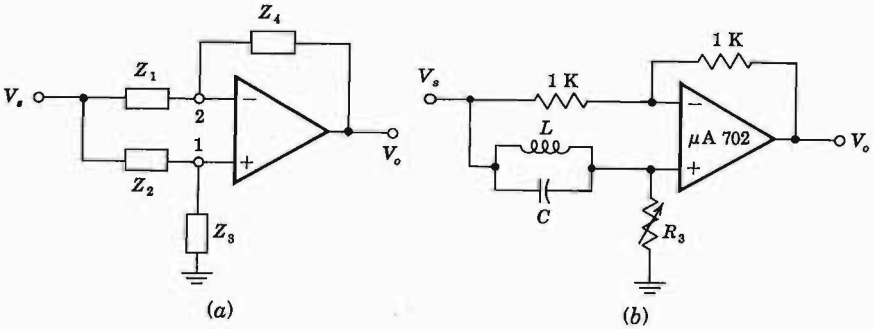 Z₄
Z₁
Vₛ
2
−
1
+
Z₂
Vₒ
Z₃
(a)
1 K
Vₛ
1 K
−
L
μA 702
Vₒ
+
C
R₃
(b)